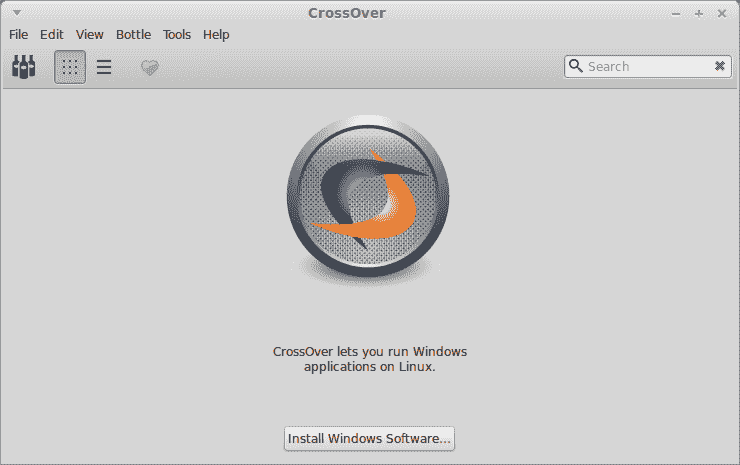 CrossOver
File Edit View Bottle Tools Help
Search
CrossOver lets you run Windows
applications on Linux.
Install Windows Software...